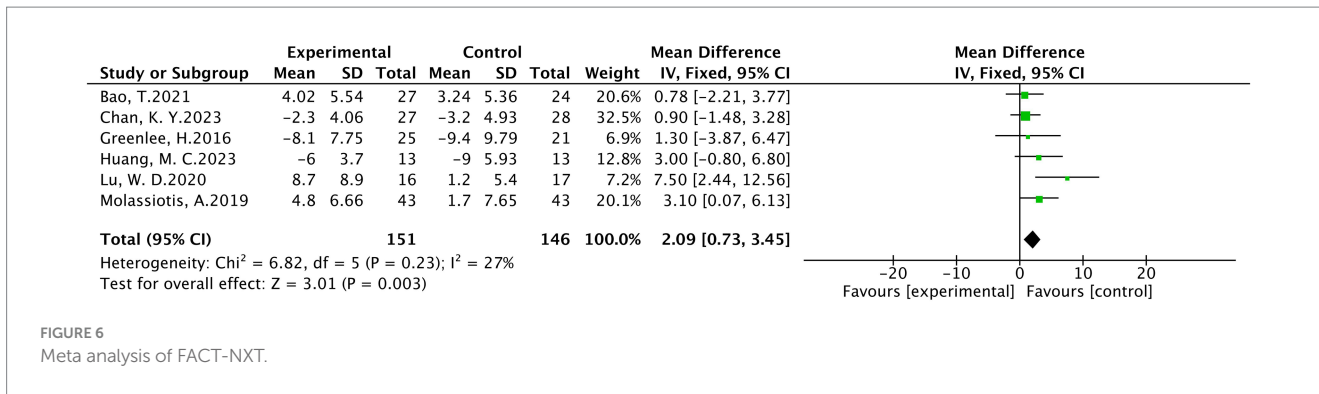 Experimental Control Mean Difference Mean Difference
Study or Subgroup Mean SD Total Mean SD Total Weight IV, Fixed, 95% CI IV, Fixed, 95% CI
Bao, T.2021 4.02 5.54 27 3.24 5.36 24 20.6% 0.78 [−2.21, 3.77]
Chan, K. Y.2023 −2.3 4.06 27 −3.2 4.93 28 32.5% 0.90 [−1.48, 3.28]
Greenlee, H.2016 −8.1 7.75 25 −9.4 9.79 21 6.9% 1.30 [−3.87, 6.47]
Huang, M. C.2023 −6 3.7 13 −9 5.93 13 12.8% 3.00 [−0.80, 6.80]
Lu, W. D.2020 8.7 8.9 16 1.2 5.4 17 7.2% 7.50 [2.44, 12.56]
Molassiotis, A.2019 4.8 6.66 43 1.7 7.65 43 20.1% 3.10 [0.07, 6.13]
Total (95% CI) 151 146 100.0% 2.09 [0.73, 3.45]
Heterogeneity: Chi² = 6.82, df = 5 (P = 0.23); I² = 27%
Test for overall effect: Z = 3.01 (P = 0.003)
−20 −10 0 10 20
Favours [experimental] Favours [control]
FIGURE 6
Meta analysis of FACT-NXT.